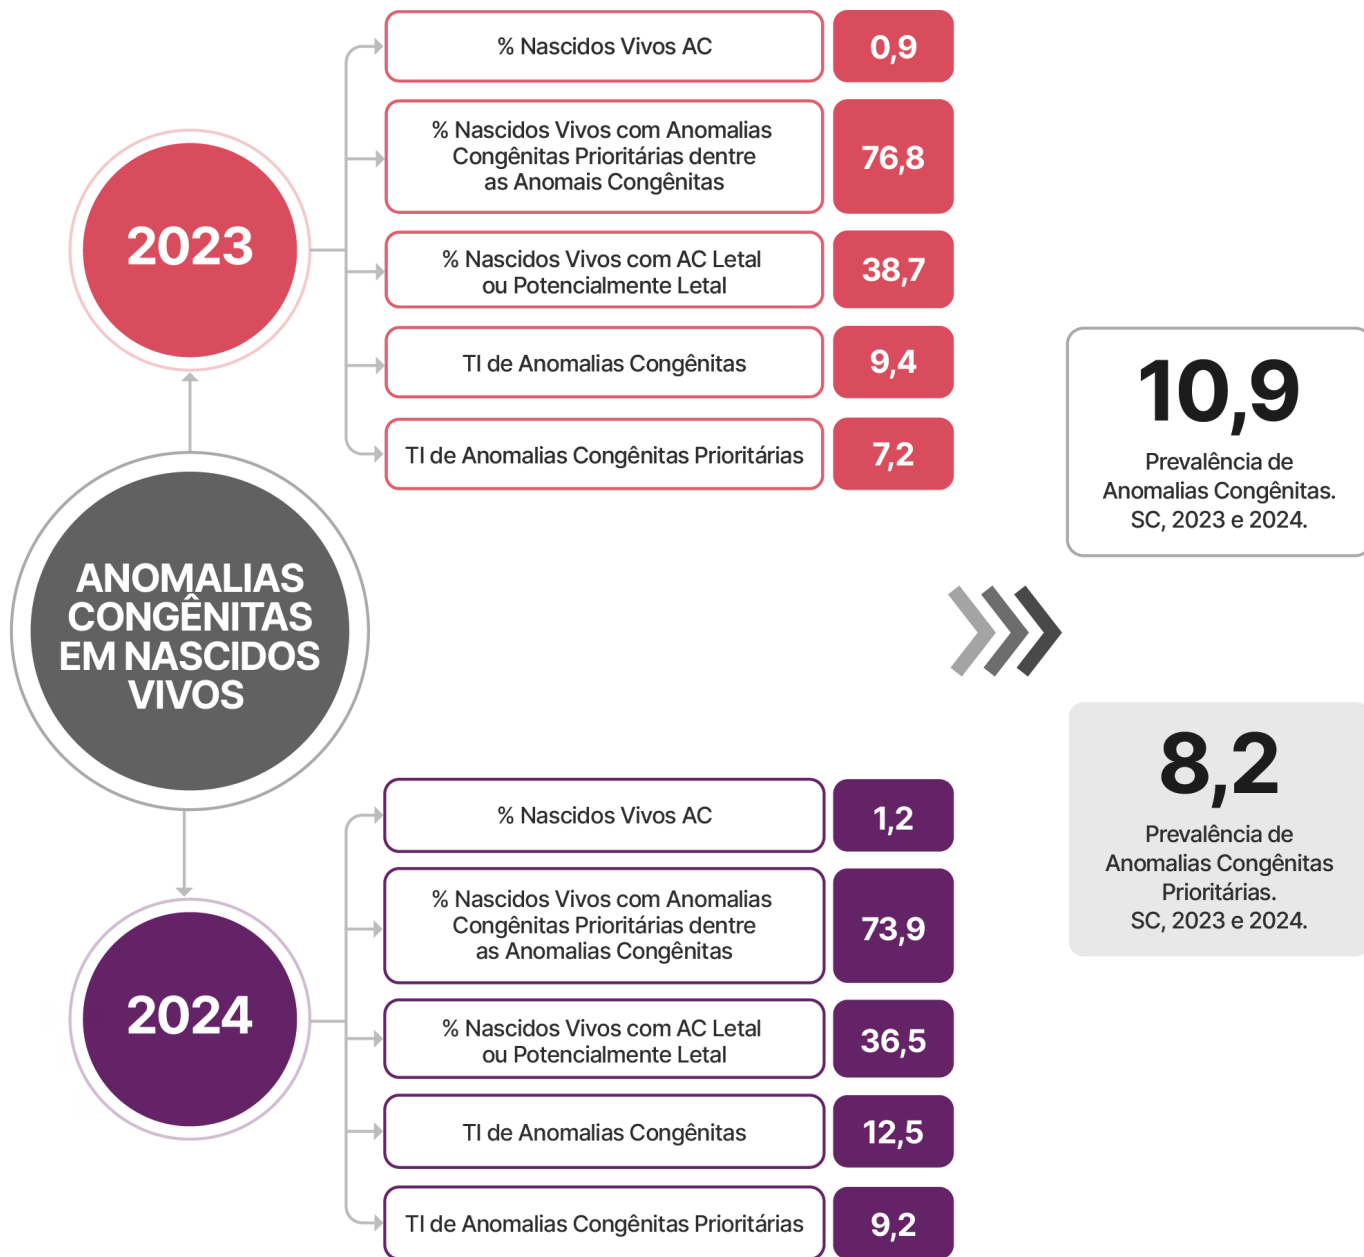 % Nascidos Vivos AC
0,9
% Nascidos Vivos com Anomalias
Congênitas Prioritárias dentre
as Anomais Congênitas
76,8
2023
% Nascidos Vivos com AC Letal
ou Potencialmente Letal
38,7
TI de Anomalias Congênitas
9,4
TI de Anomalias Congênitas Prioritárias
7,2
ANOMALIAS
CONGÊNITAS
EM NASCIDOS
VIVOS
% Nascidos Vivos AC
1,2
% Nascidos Vivos com Anomalias
Congênitas Prioritárias dentre
as Anomalias Congênitas
73,9
2024
% Nascidos Vivos com AC Letal
ou Potencialmente Letal
36,5
TI de Anomalias Congênitas
12,5
TI de Anomalias Congênitas Prioritárias
9,2
10,9
Prevalência de
Anomalias Congênitas.
SC, 2023 e 2024.
8,2
Prevalência de
Anomalias Congênitas
Prioritárias.
SC, 2023 e 2024.